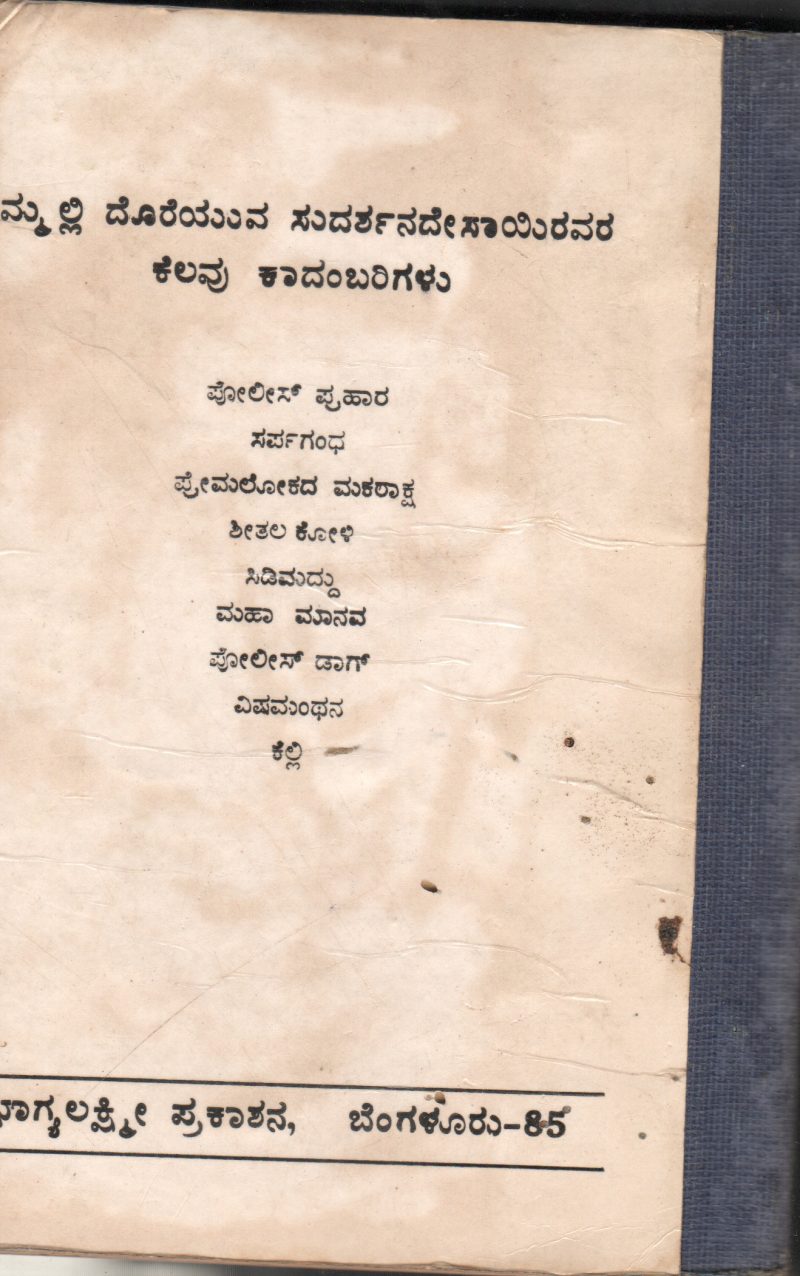 ಮ್ಮಲ್ಲಿ ದೊರೆಯುವ ಸುದರ್ಶನದೇಸಾಯಿರವರ
ಕೆಲವು ಕಾದಂಬರಿಗಳು
ಪೋಲೀಸ್ ಪ್ರಹಾರ
ಸರ್ಪಗಂಧ
ಪ್ರೇಮಲೋಕದ ಮಕರಾಕ್ಷ
ಶೀತಲ ಕೋಳಿ
ಸಿಡಿಮದ್ದು
ಮಹಾ ಮಾನವ
ಪೋಲೀಸ್ ಡಾಗ್
ವಿಷಮಂಥನ
ಕೆಲ್ಲಿ
ಭಾಗ್ಯಲಕ್ಷ್ಮೀ ಪ್ರಕಾಶನ, ಬೆಂಗಳೂರು-85